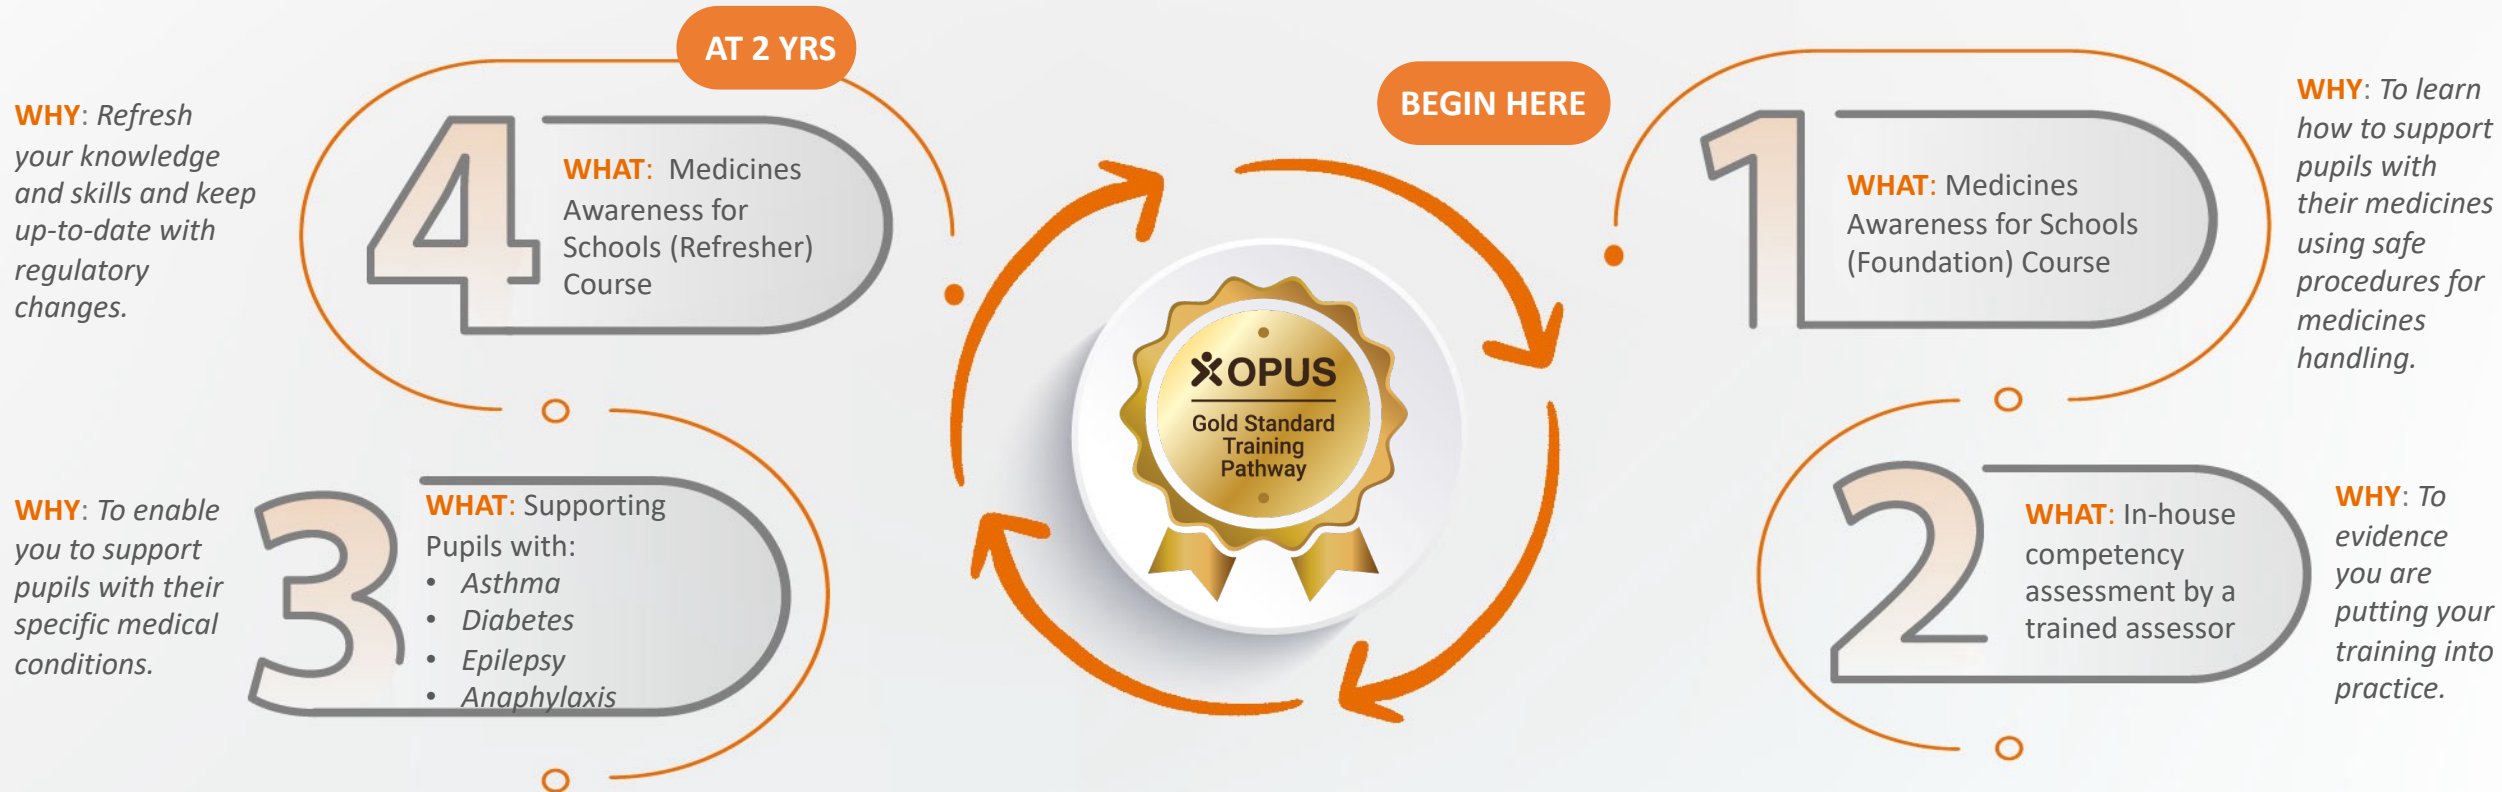 BEGIN HERE
1
WHAT: Medicines
Awareness for Schools
(Foundation) Course
WHY: To learn
how to support
pupils with
their medicines
using safe
procedures for
medicines
handling.
2
WHAT: In-house
competency
assessment by a
trained assessor
WHY: To
evidence
you are
putting your
training into
practice.
3
WHAT: Supporting
Pupils with:
• Asthma
• Diabetes
• Epilepsy
• Anaphylaxis
WHY: To enable
you to support
pupils with their
specific medical
conditions.
AT 2 YRS
4
WHAT: Medicines
Awareness for
Schools (Refresher)
Course
WHY: Refresh
your knowledge
and skills and keep
up-to-date with
regulatory
changes.
OPUS
Gold Standard
Training
Pathway